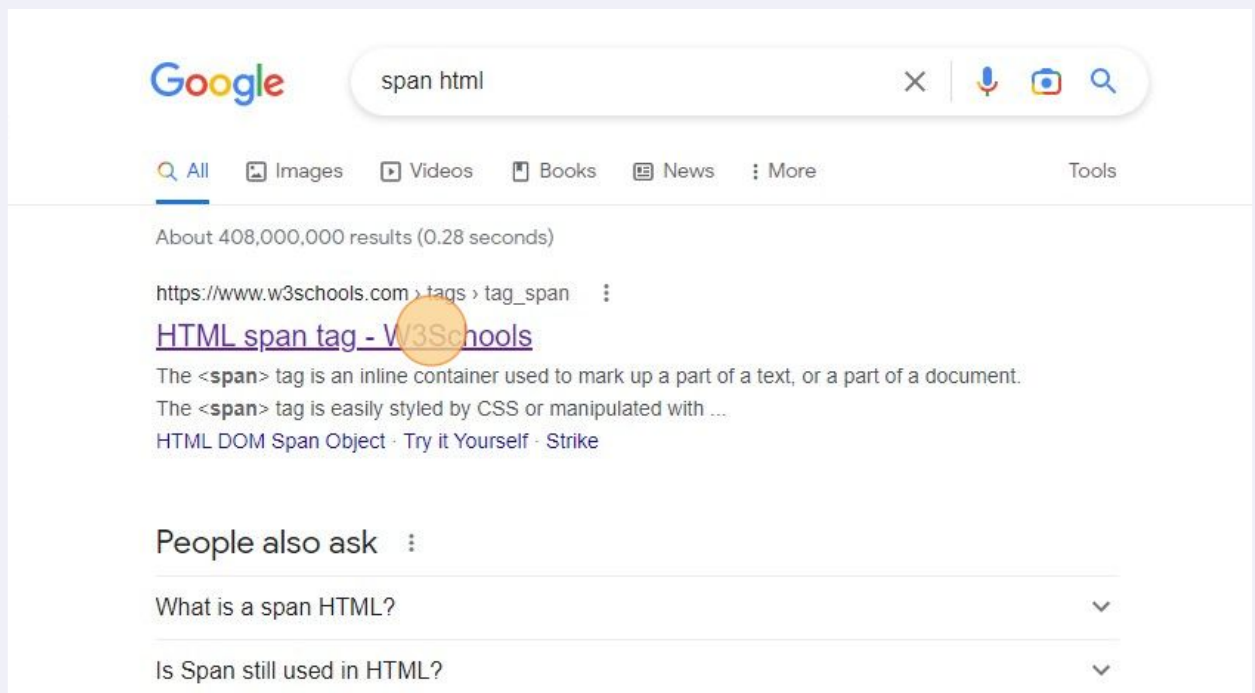 Google
span html
All Images Videos Books News More Tools
About 408,000,000 results (0.28 seconds)
https://www.w3schools.com › tags › tag_span
HTML span tag - W3Schools
The <span> tag is an inline container used to mark up a part of a text, or a part of a document.
The <span> tag is easily styled by CSS or manipulated with ...
HTML DOM Span Object · Try it Yourself · Strike
People also ask
What is a span HTML?
Is Span still used in HTML?